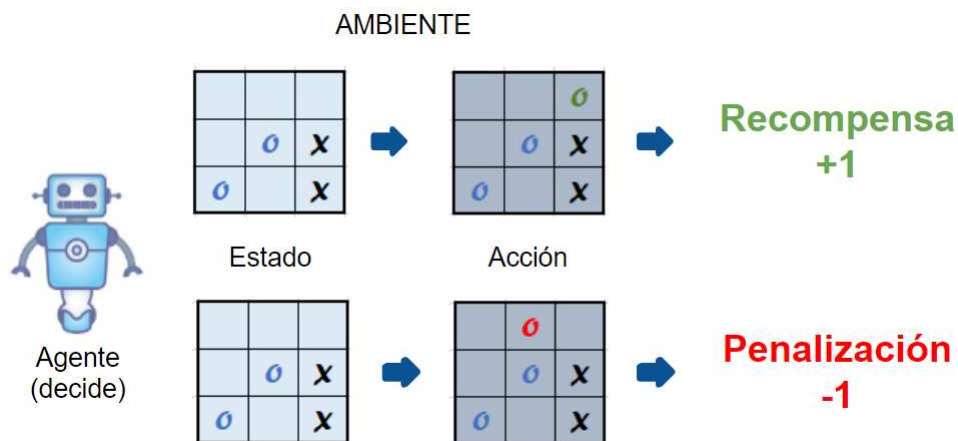 AMBIENTE
O
O X
O X
O X
O X
Recompensa
+1
Estado
Acción
Agente
(decide)
O X
O X
O
O X
O X
Penalización
-1